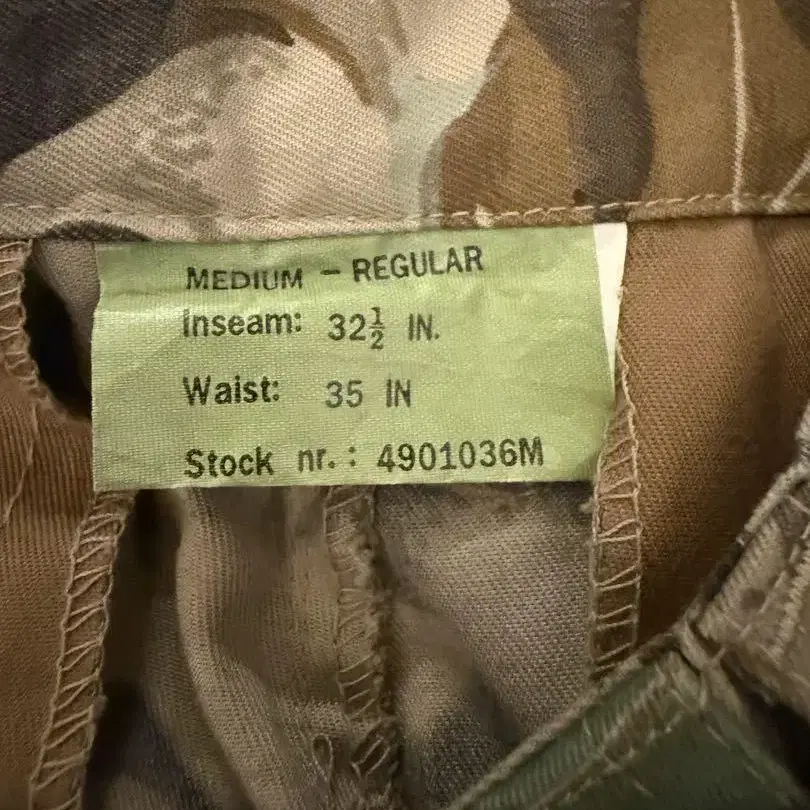 MEDIUM - REGULAR
Inseam: 32½ IN.
Waist: 35 IN
Stock nr.: 4901036M